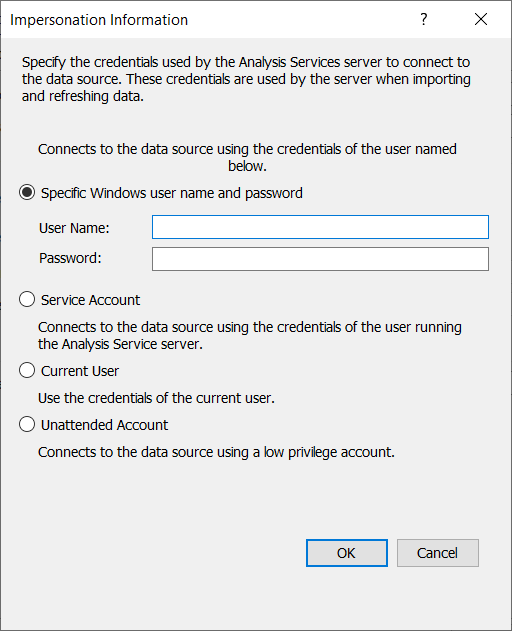 Impersonation Information
?
Specify the credentials used by the Analysis Services server to connect to
the data source. These credentials are used by the server when importing
and refreshing data.
Connects to the data source using the credentials of the user named
below.
Specific Windows user name and password
User Name:
Password:
Service Account
Connects to the data source using the credentials of the user running
the Analysis Service server.
Current User
Use the credentials of the current user.
Unattended Account
Connects to the data source using a low privilege account.
OK
Cancel